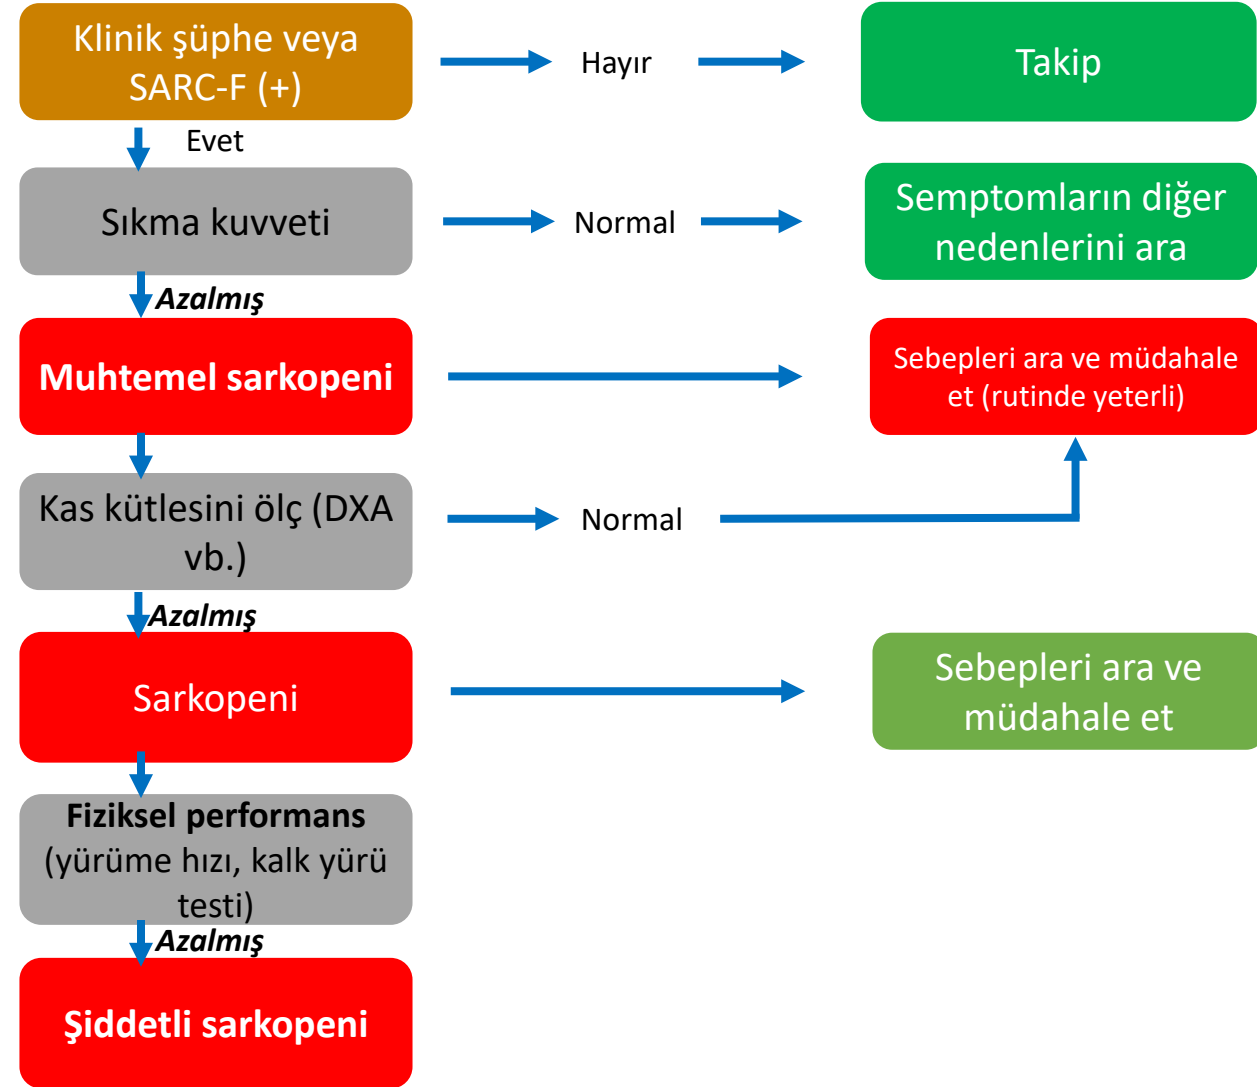 Klinik şüphe veya
SARC-F (+)
Hayır
Takip
Evet
Sıkma kuvveti
Normal
Semptomların diğer
nedenlerini ara
Azalmış
Muhtemel sarkopeni
Sebepleri ara ve müdahale
et (rutinde yeterli)
Kas kütlesini ölç (DXA
vb.)
Normal
Azalmış
Sarkopeni
Sebepleri ara ve
müdahale et
Fiziksel performans
(yürüme hızı, kalk yürü
testi)
Azalmış
Şiddetli sarkopeni